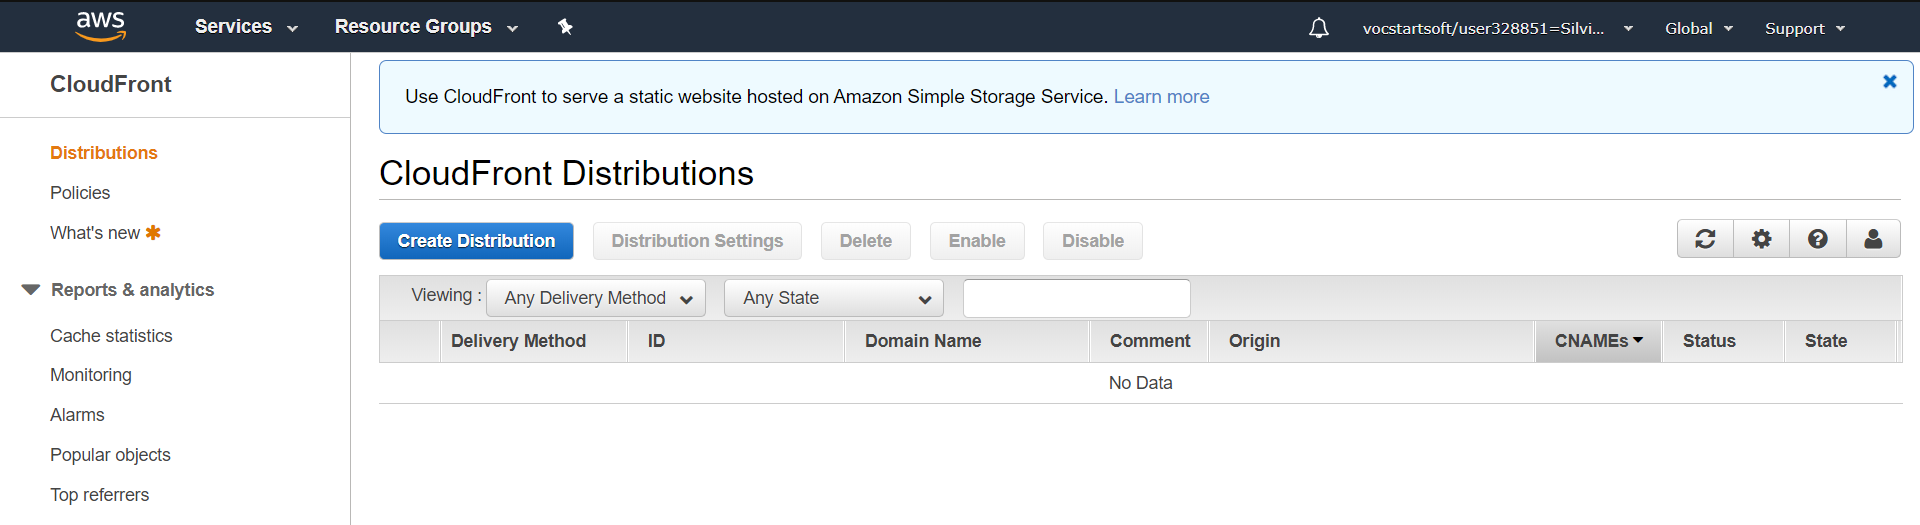 aws
Services
Resource Groups
vocstartsoft/user328851=Silvi...
Global
Support
CloudFront
Distributions
Policies
What's new
Reports & analytics
Cache statistics
Monitoring
Alarms
Popular objects
Top referrers
Use CloudFront to serve a static website hosted on Amazon Simple Storage Service. Learn more
CloudFront Distributions
Create Distribution
Distribution Settings
Delete
Enable
Disable
Viewing : Any Delivery Method Any State
Delivery Method ID Domain Name Comment Origin CNAMEs Status State
No Data